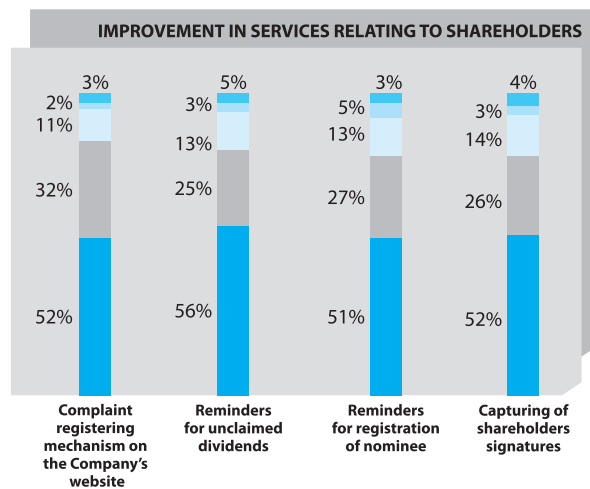 IMPROVEMENT IN SERVICES RELATING TO SHAREHOLDERS
3%
2%
11%
32%
52%
5%
3%
13%
25%
56%
3%
5%
13%
27%
51%
4%
3%
14%
26%
52%
Complaint
registering
mechanism on
the Company's
website
Reminders
for unclaimed
dividends
Reminders
for registration
of nominee
Capturing of
shareholders
signatures